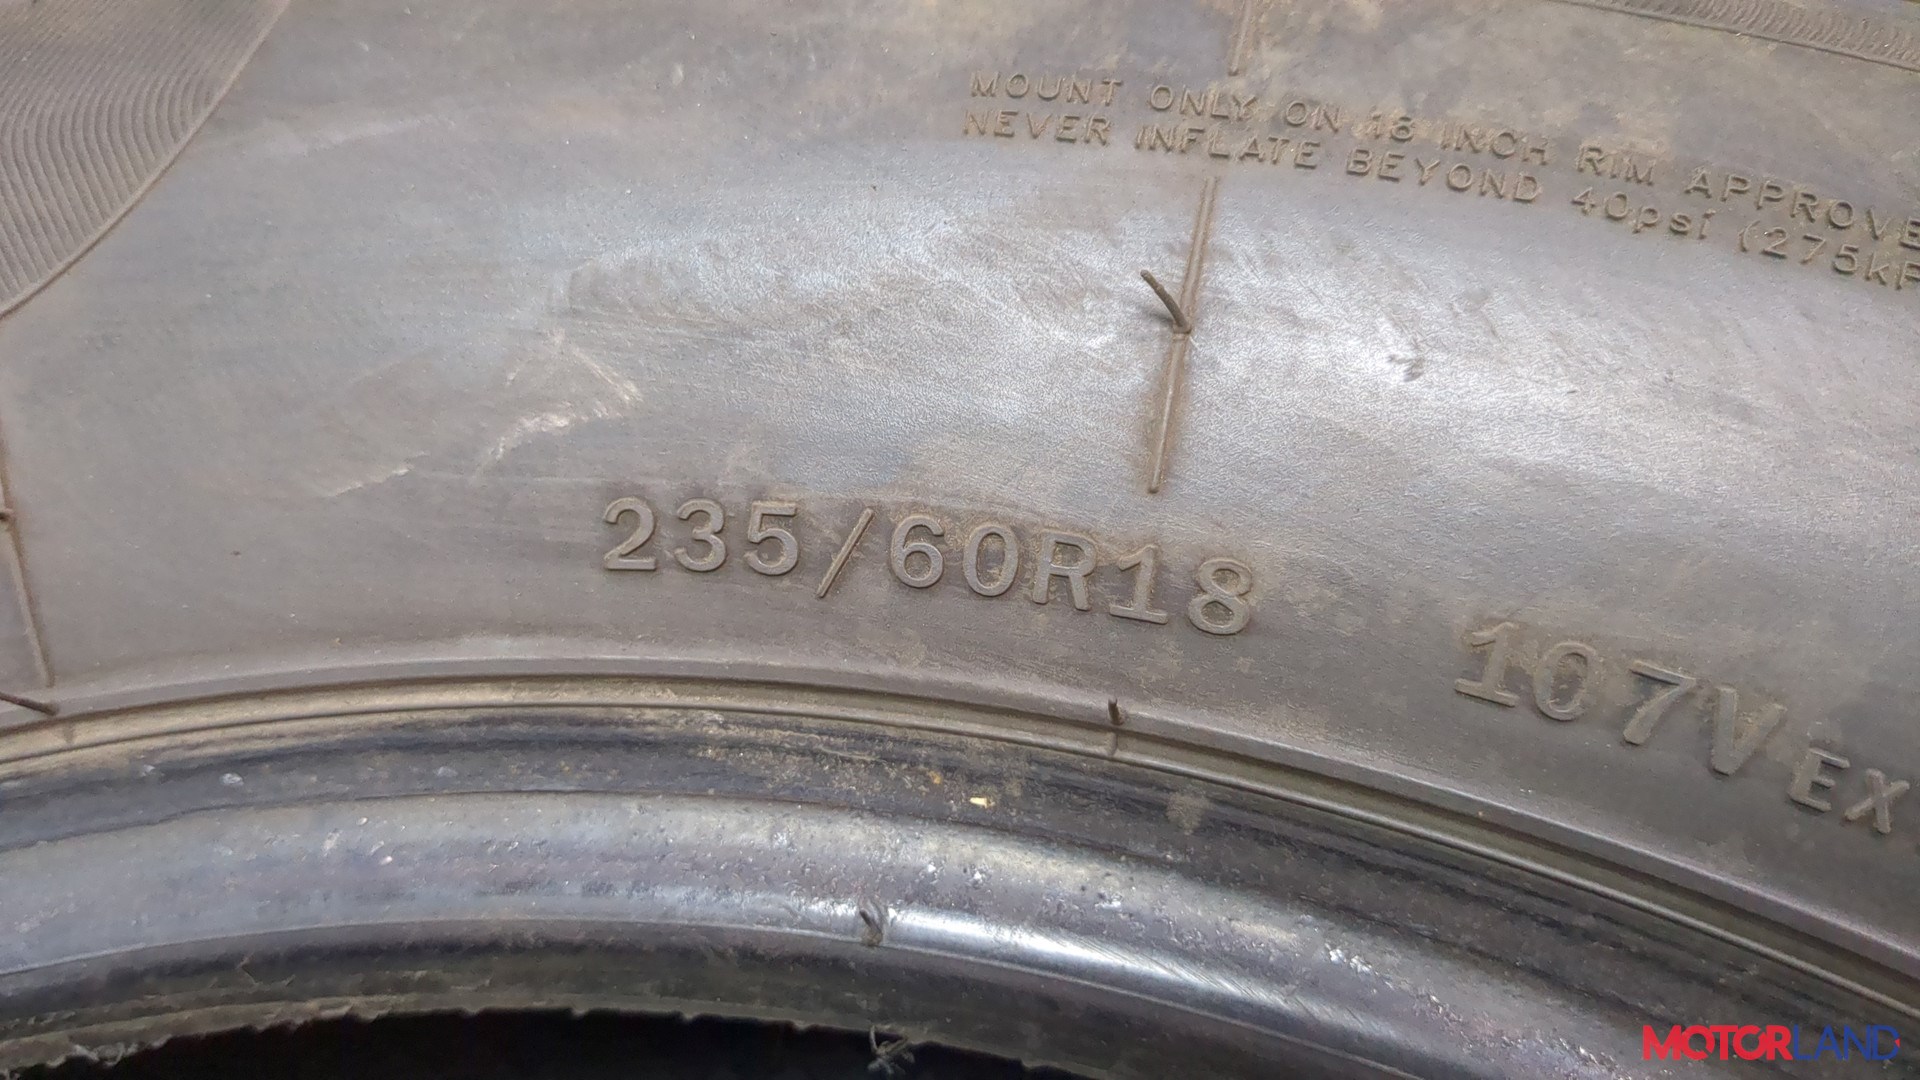 MOUNT ONLY ON 18 INCH RIM APPROVE
NEVER INFLATE BEYOND 40psi (275kP
235/60R18
107V EX
MOTORLAND